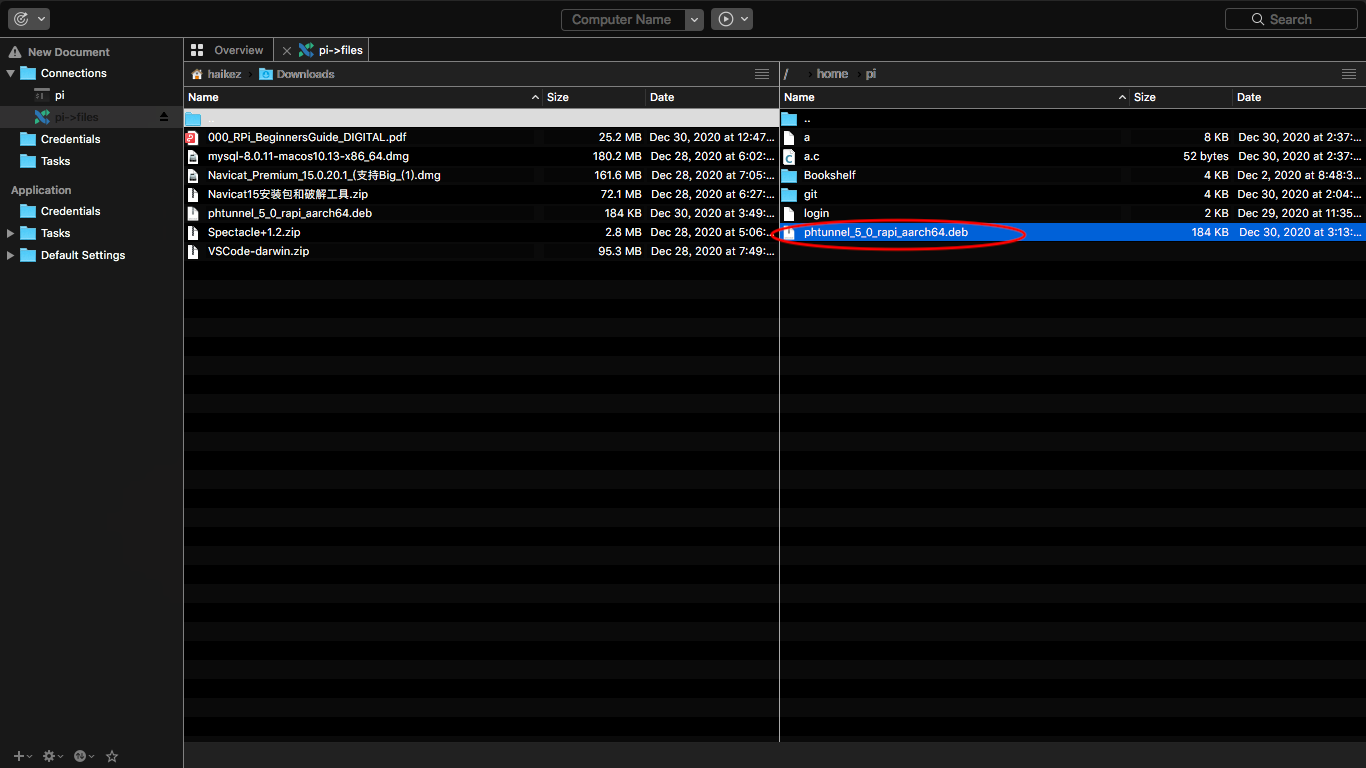 Computer Name
Search
New Document
Connections
pi
pi->files
Credentials
Tasks
Application
Credentials
Tasks
Default Settings
Overview
pi->files
haikez Downloads
Name Size Date
..
000_RPi_BeginnersGuide_DIGITAL.pdf 25.2 MB Dec 30, 2020 at 12:47...
mysql-8.0.11-macos10.13-x86_64.dmg 180.2 MB Dec 28, 2020 at 6:02:...
Navicat_Premium_15.0.20.1_(支持Big_(1).dmg 161.6 MB Dec 28, 2020 at 7:05:...
Navicat15安装包和破解工具.zip 72.1 MB Dec 28, 2020 at 6:27:...
phtunnel_5_0_rapi_aarch64.deb 184 KB Dec 30, 2020 at 3:49:...
Spectacle+1.2.zip 2.8 MB Dec 28, 2020 at 5:06:...
VSCode-darwin.zip 95.3 MB Dec 28, 2020 at 7:49:...
/ home pi
Name Size Date
..
a 8 KB Dec 30, 2020 at 2:37:...
a.c 52 bytes Dec 30, 2020 at 2:37:...
Bookshelf 4 KB Dec 2, 2020 at 8:48:3...
git 4 KB Dec 30, 2020 at 2:04:...
login 2 KB Dec 29, 2020 at 11:35...
phtunnel_5_0_rapi_aarch64.deb 184 KB Dec 30, 2020 at 3:13:...